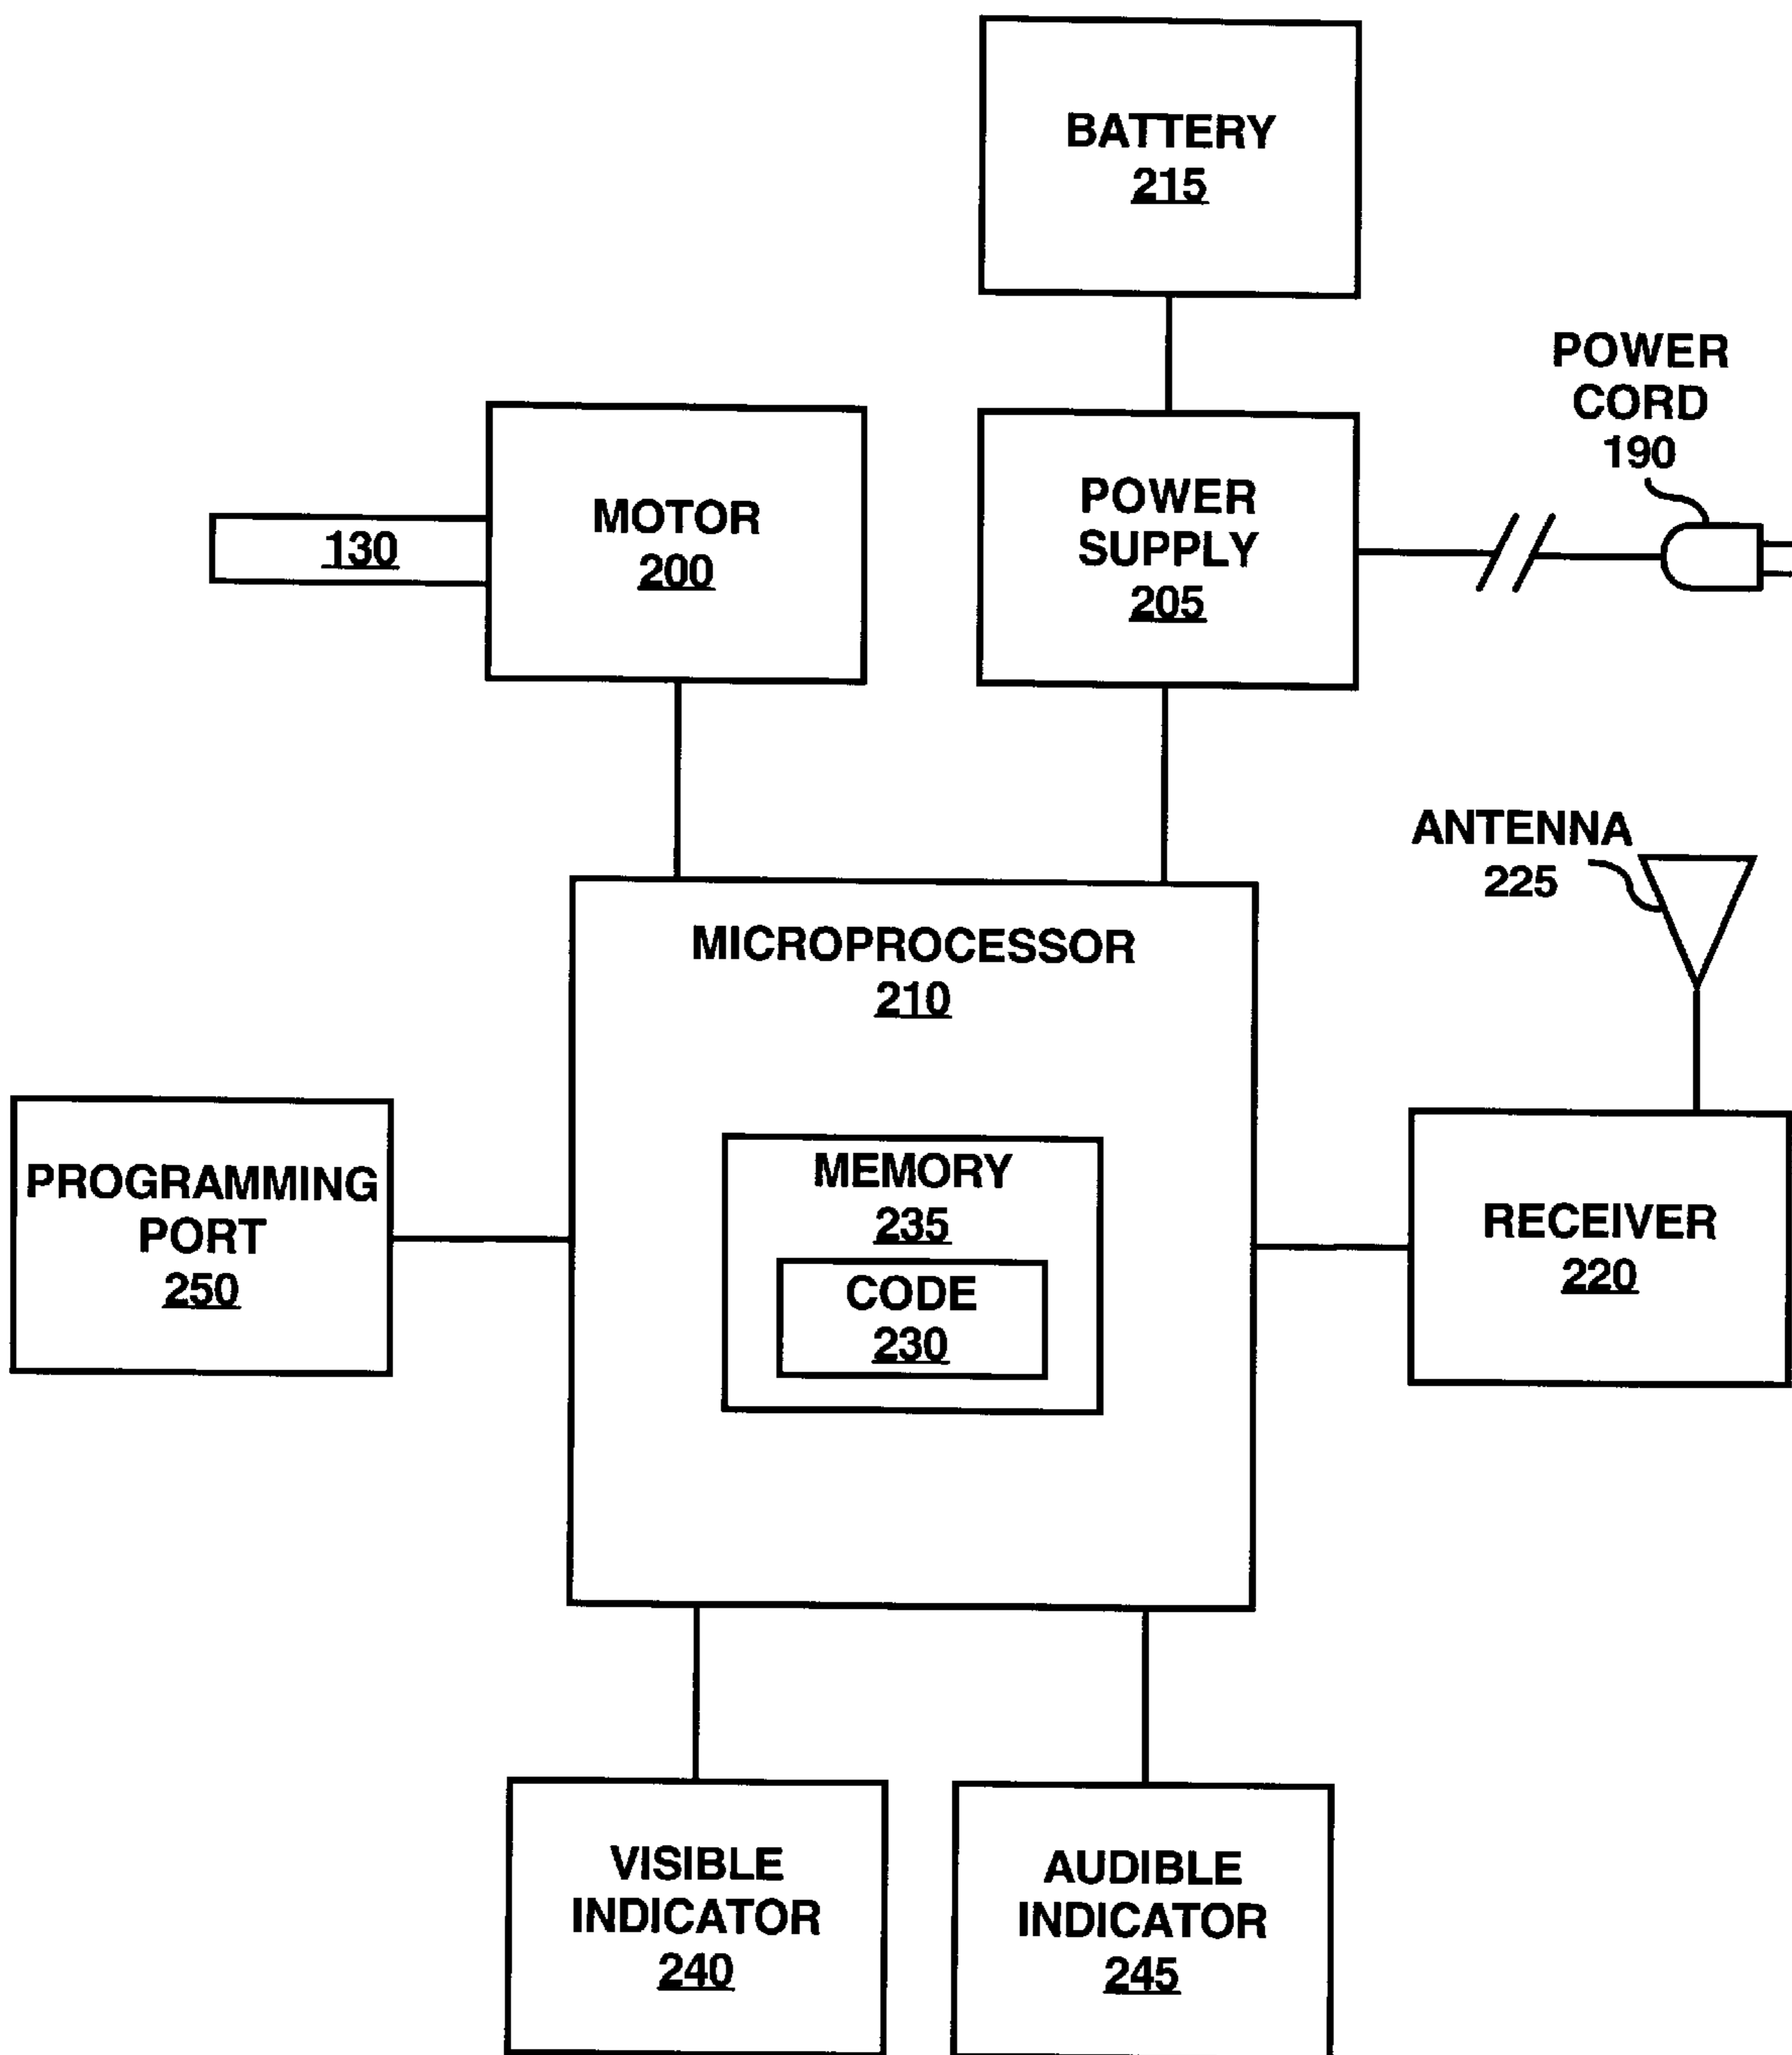 BATTERY
215
POWER
CORD
190
MOTOR
200
130
POWER
SUPPLY
205
ANTENNA
225
MICROPROCESSOR
210
PROGRAMMING
PORT
250
MEMORY
235
CODE
230
RECEIVER
220
VISIBLE
INDICATOR
240
AUDIBLE
INDICATOR
245